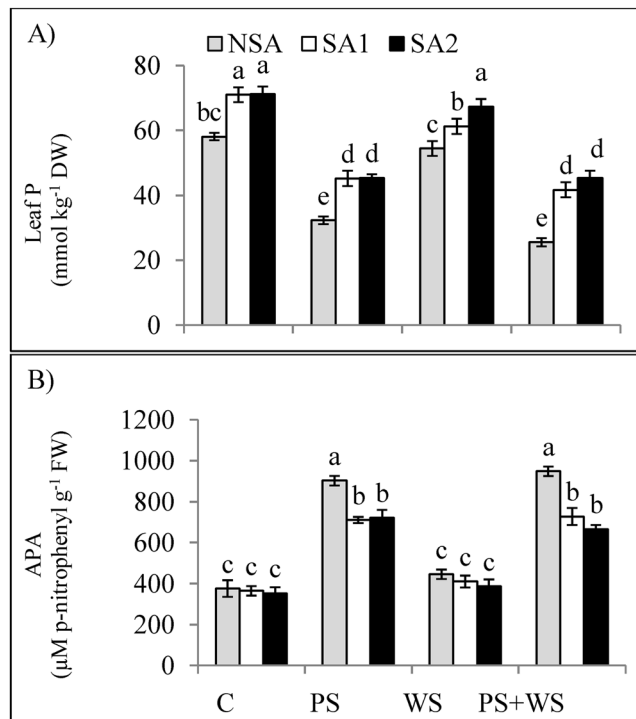 A)
NSA SA1 SA2
Leaf P
(mmol kg-1 DW)
80
60
40
20
0
bc a a
e d d
c b a
e d d
B)
APA
(µM p-nitrophenyl g-1 FW)
1200
1000
800
600
400
200
0
c c c
a b b
c c c
a b b
C PS WS PS+WS